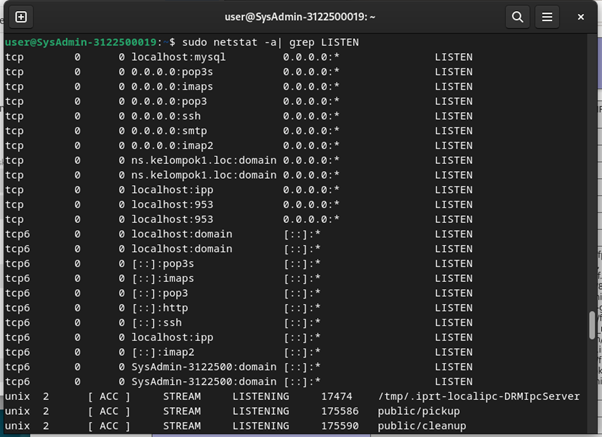 user@SysAdmin-3122500019: ~
user@SysAdmin-3122500019:~$ sudo netstat -a| grep LISTEN
tcp 0 0 localhost:mysql 0.0.0.0:* LISTEN
tcp 0 0 0.0.0.0:pop3s 0.0.0.0:* LISTEN
tcp 0 0 0.0.0.0:imaps 0.0.0.0:* LISTEN
tcp 0 0 0.0.0.0:pop3 0.0.0.0:* LISTEN
tcp 0 0 0.0.0.0:ssh 0.0.0.0:* LISTEN
tcp 0 0 0.0.0.0:smtp 0.0.0.0:* LISTEN
tcp 0 0 0.0.0.0:imap2 0.0.0.0:* LISTEN
tcp 0 0 ns.kelompok1.loc:domain 0.0.0.0:* LISTEN
tcp 0 0 ns.kelompok1.loc:domain 0.0.0.0:* LISTEN
tcp 0 0 localhost:ipp 0.0.0.0:* LISTEN
tcp 0 0 localhost:953 0.0.0.0:* LISTEN
tcp 0 0 localhost:953 0.0.0.0:* LISTEN
tcp6 0 0 localhost:domain [::]:* LISTEN
tcp6 0 0 localhost:domain [::]:* LISTEN
tcp6 0 0 [::]:pop3s [::]:* LISTEN
tcp6 0 0 [::]:imaps [::]:* LISTEN
tcp6 0 0 [::]:pop3 [::]:* LISTEN
tcp6 0 0 [::]:http [::]:* LISTEN
tcp6 0 0 [::]:ssh [::]:* LISTEN
tcp6 0 0 localhost:ipp [::]:* LISTEN
tcp6 0 0 [::]:imap2 [::]:* LISTEN
tcp6 0 0 SysAdmin-3122500:domain [::]:* LISTEN
tcp6 0 0 SysAdmin-3122500:domain [::]:* LISTEN
unix 2 [ ACC ] STREAM LISTENING 17474 /tmp/.iprt-localipc-DRMIpcServer
unix 2 [ ACC ] STREAM LISTENING 175586 public/pickup
unix 2 [ ACC ] STREAM LISTENING 175590 public/cleanup